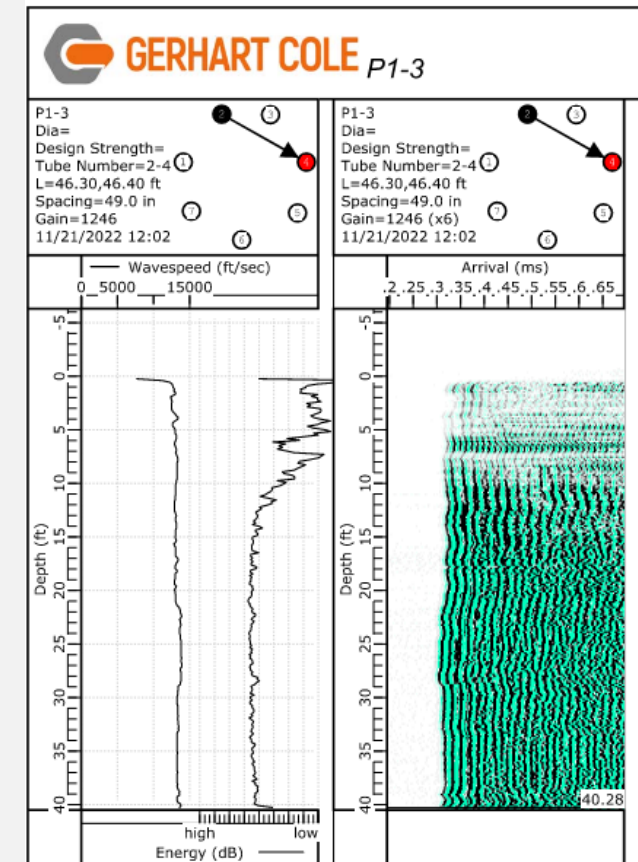 GERHART COLE P1-3
P1-3
Dia=
Design Strength=
Tube Number=2-4
L=46.30,46.40 ft
Spacing=49.0 in
Gain=1246
11/21/2022 12:02
2
3
1
4
7
5
6
P1-3
Dia=
Design Strength=
Tube Number=2-4
L=46.30,46.40 ft
Spacing=49.0 in
Gain=1246 (x6)
11/21/2022 12:02
2
3
1
4
7
5
6
Wavespeed (ft/sec)
0 5000 15000
Arrival (ms)
.2 .25 .3 .35 .4 .45 .5 .55 .6 .65
-5
0
5
10
15
20
25
30
35
40
Depth (ft)
-5
0
5
10
15
20
25
30
35
40
Depth (ft)
40.28
high low
Energy (dB)